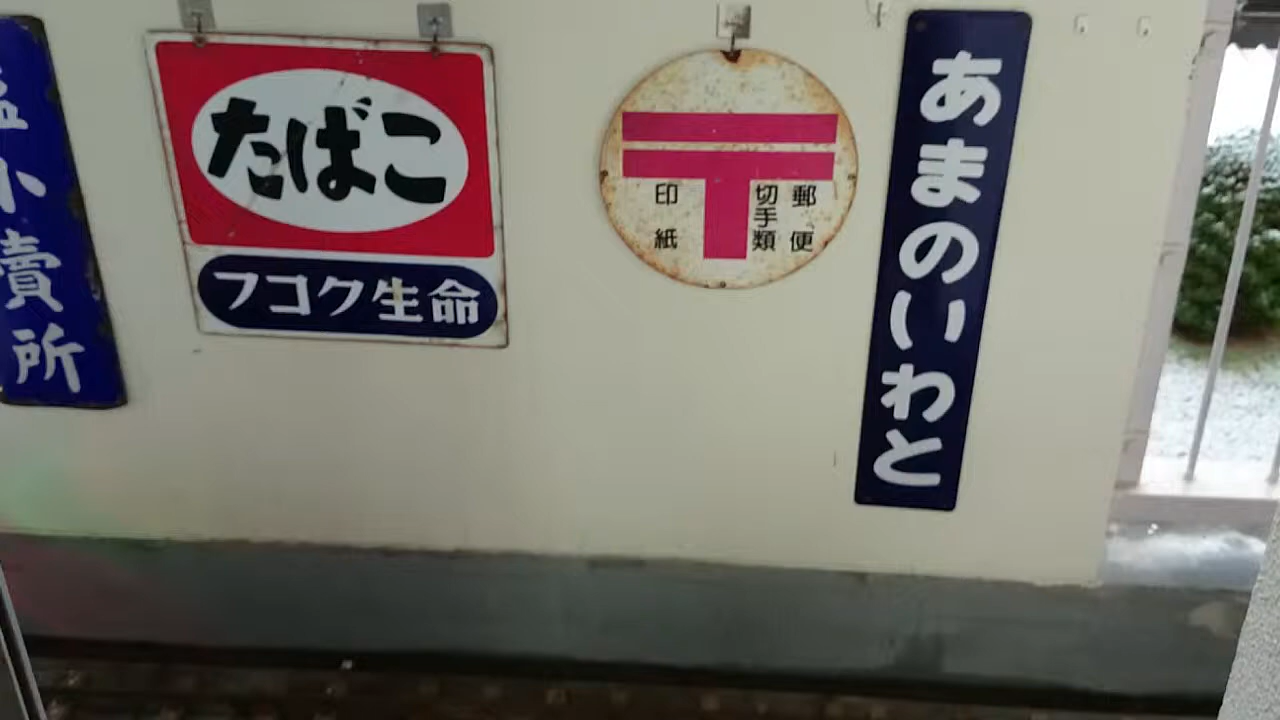 塩小賣所
たばこ
フコク生命
郵便
切手類
印紙
あまのいわと